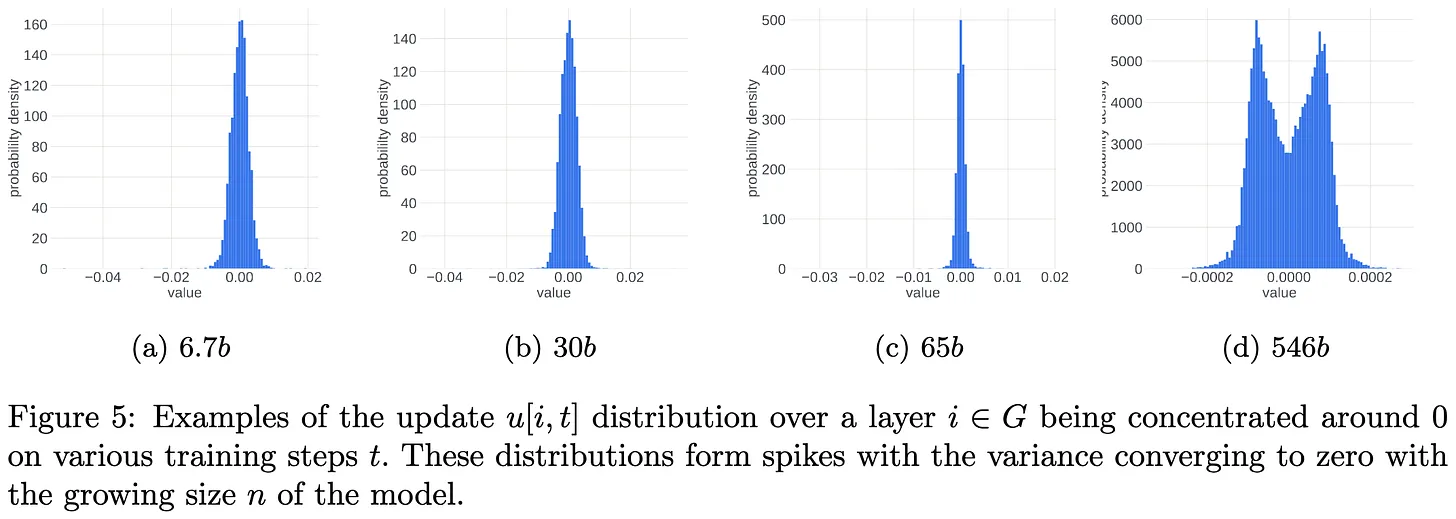 160
140
120
100
80
60
40
20
0
probabiliity density
−0.04 −0.02 0.00 0.02
value
(a) 6.7b
140
120
100
80
60
40
20
0
probabiliity density
−0.04 −0.02 0.00 0.02
value
(b) 30b
500
400
300
200
100
0
probabiliity density
−0.03 −0.02 −0.01 0.00 0.01 0.02
value
(c) 65b
6000
5000
4000
3000
2000
1000
0
probabiliity density
−0.0002 0.0000 0.0002
value
(d) 546b
Figure 5: Examples of the update u[i, t] distribution over a layer i ∈ G being concentrated around 0
on various training steps t. These distributions form spikes with the variance converging to zero with
the growing size n of the model.